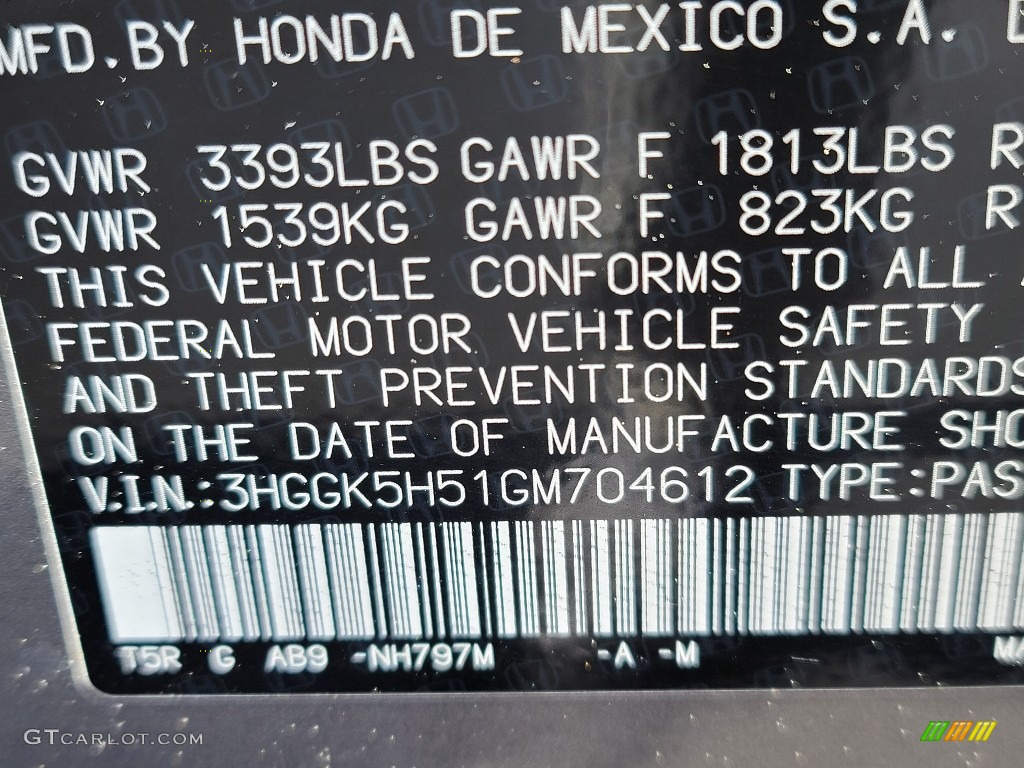 MFD.BY HONDA DE MEXICO S.A.
GVWR 3393LBS GAWR F 1813LBS R
GVWR 1539KG GAWR F 823KG R
THIS VEHICLE CONFORMS TO ALL
FEDERAL MOTOR VEHICLE SAFETY
AND THEFT PREVENTION STANDARDS
ON THE DATE OF MANUFACTURE SHO
V.I.N.:3HGGK5H51GM704612 TYPE:PAS
T5R G AB9 -NH797M -A -M MA
GTCARLOT.COM